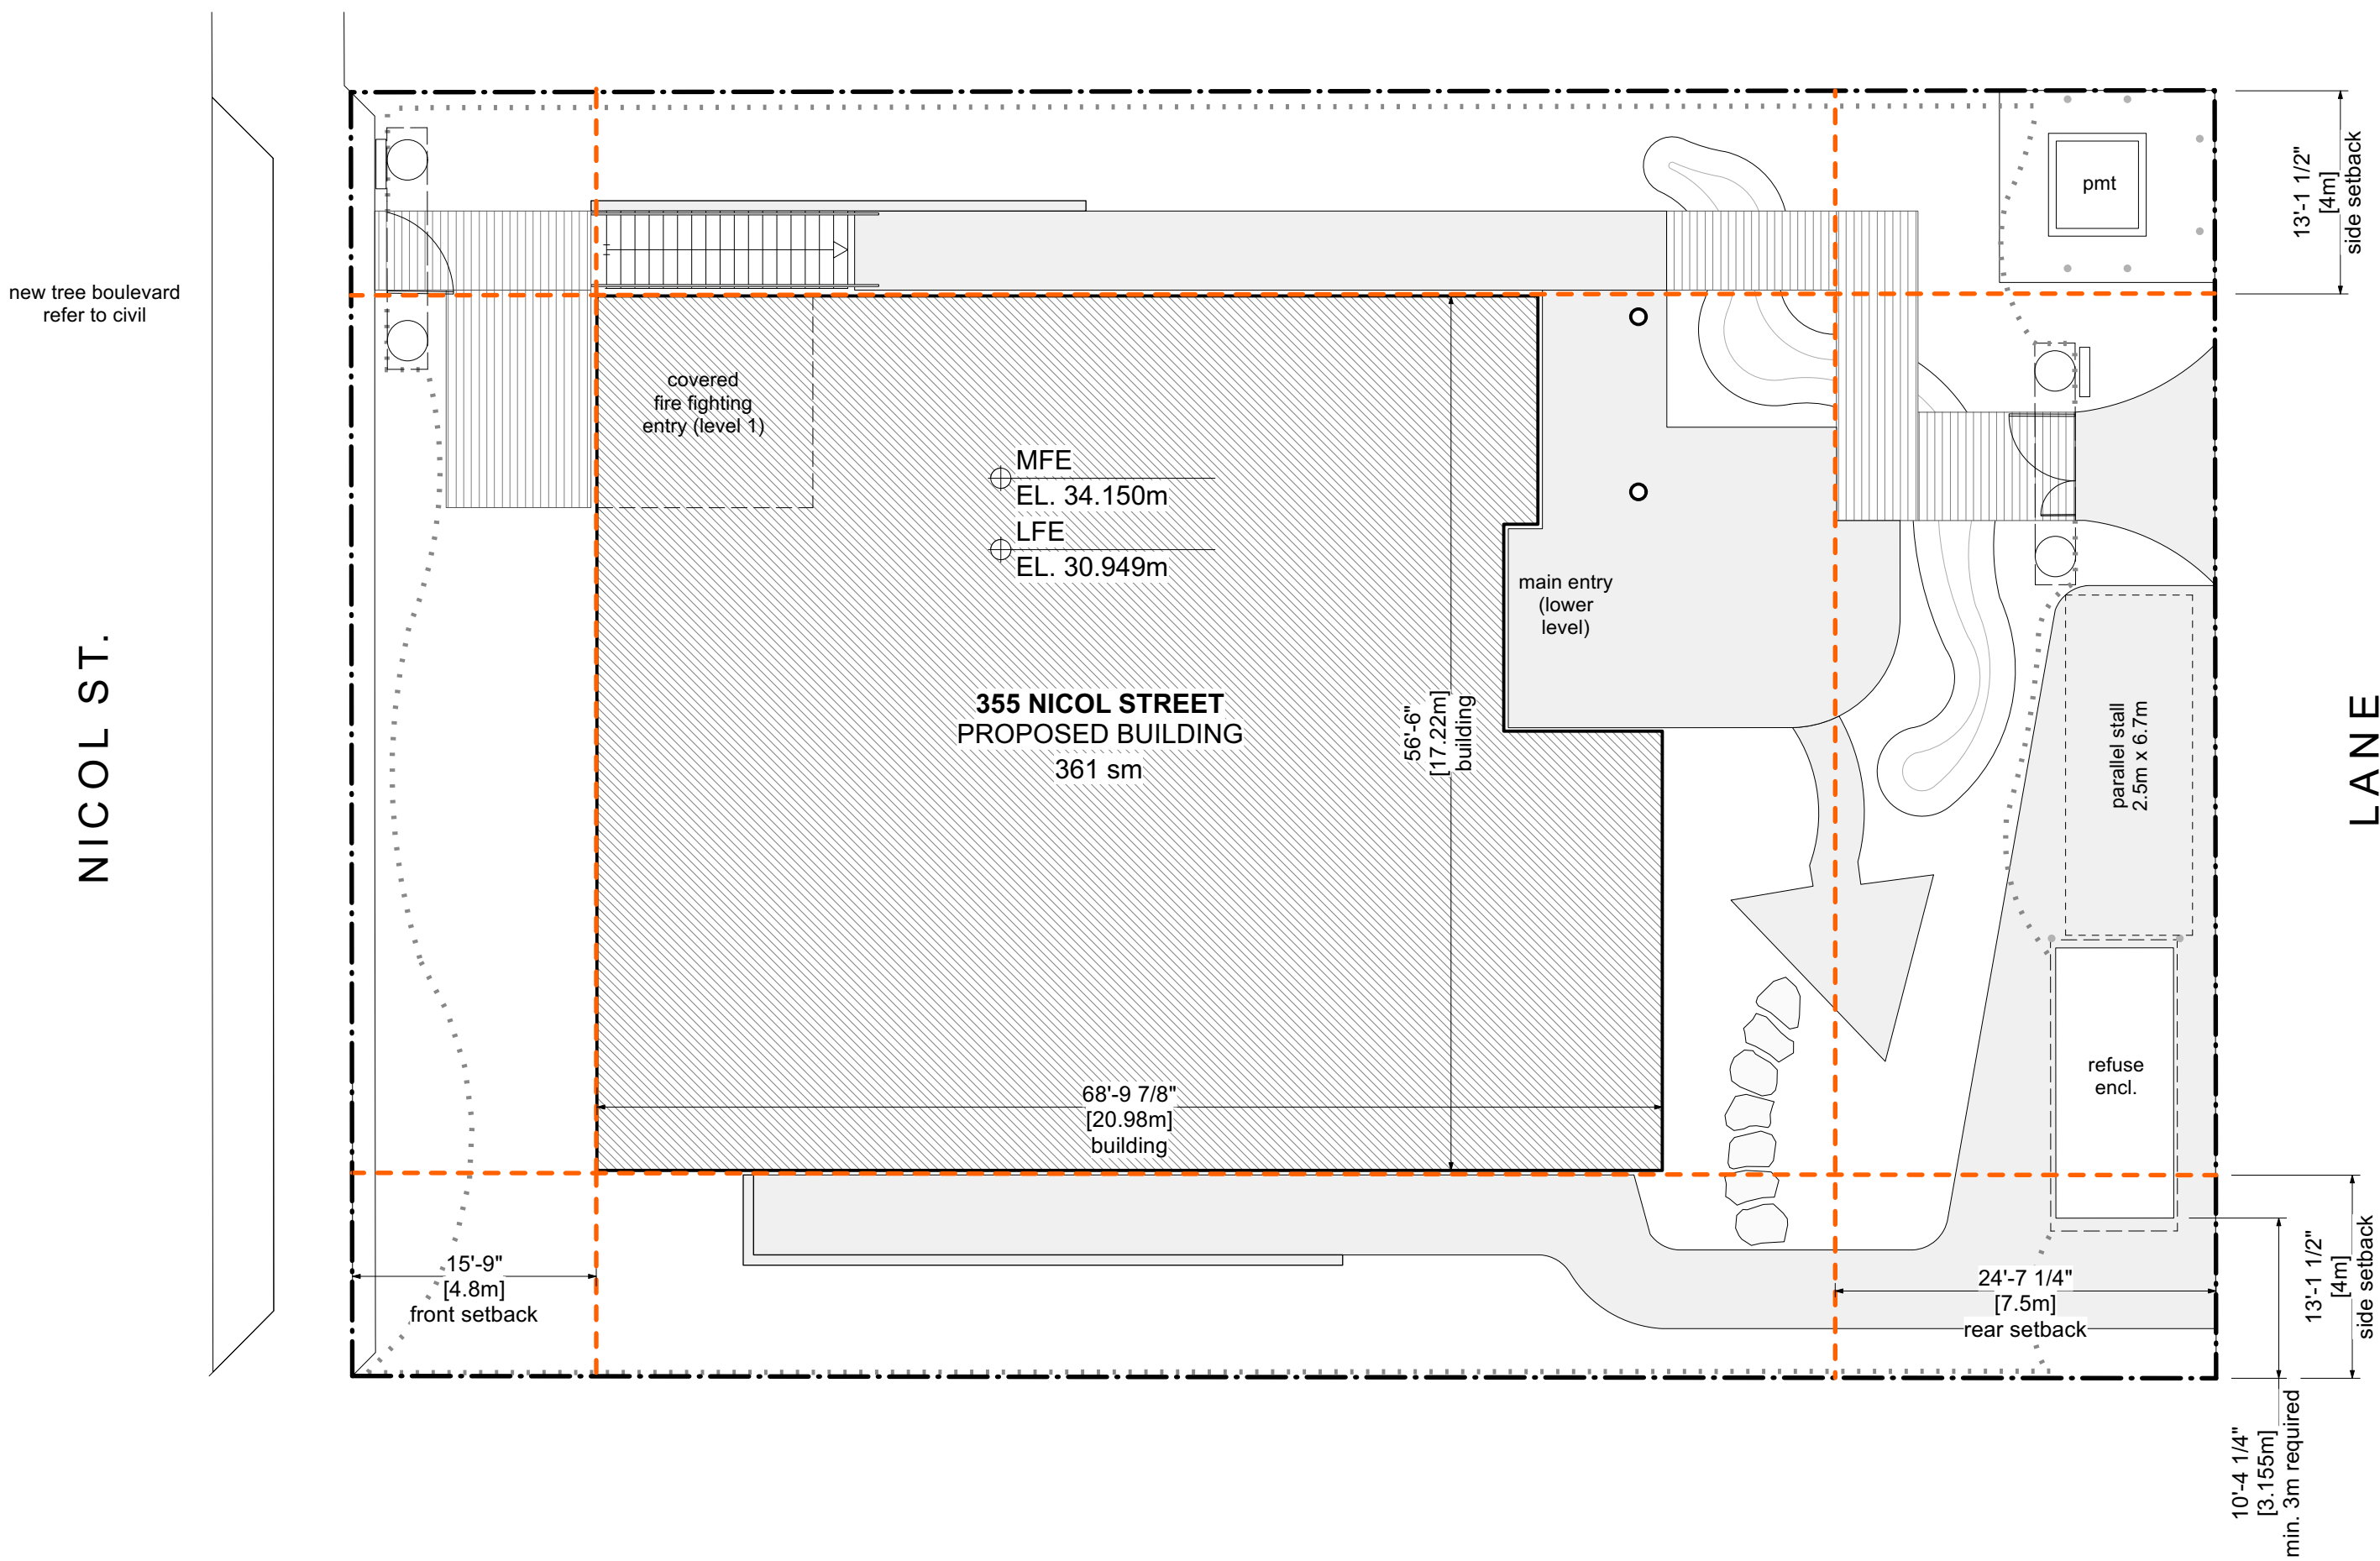 new tree boulevard
refer to civil
NICOL ST.
covered
fire fighting
entry (level 1)
MFE
EL. 34.150m
LFE
EL. 30.949m
355 NICOL STREET
PROPOSED BUILDING
361 sm
56'-6"
[17.22m]
building
68'-9 7/8"
[20.98m]
building
main entry
(lower
level)
pmt
13'-1 1/2"
[4m]
side setback
parallel stall
2.5m x 6.7m
LANE
refuse
encl.
15'-9"
[4.8m]
front setback
24'-7 1/4"
[7.5m]
rear setback
13'-1 1/2"
[4m]
side setback
10'-4 1/4"
[3.155m]
min. 3m required